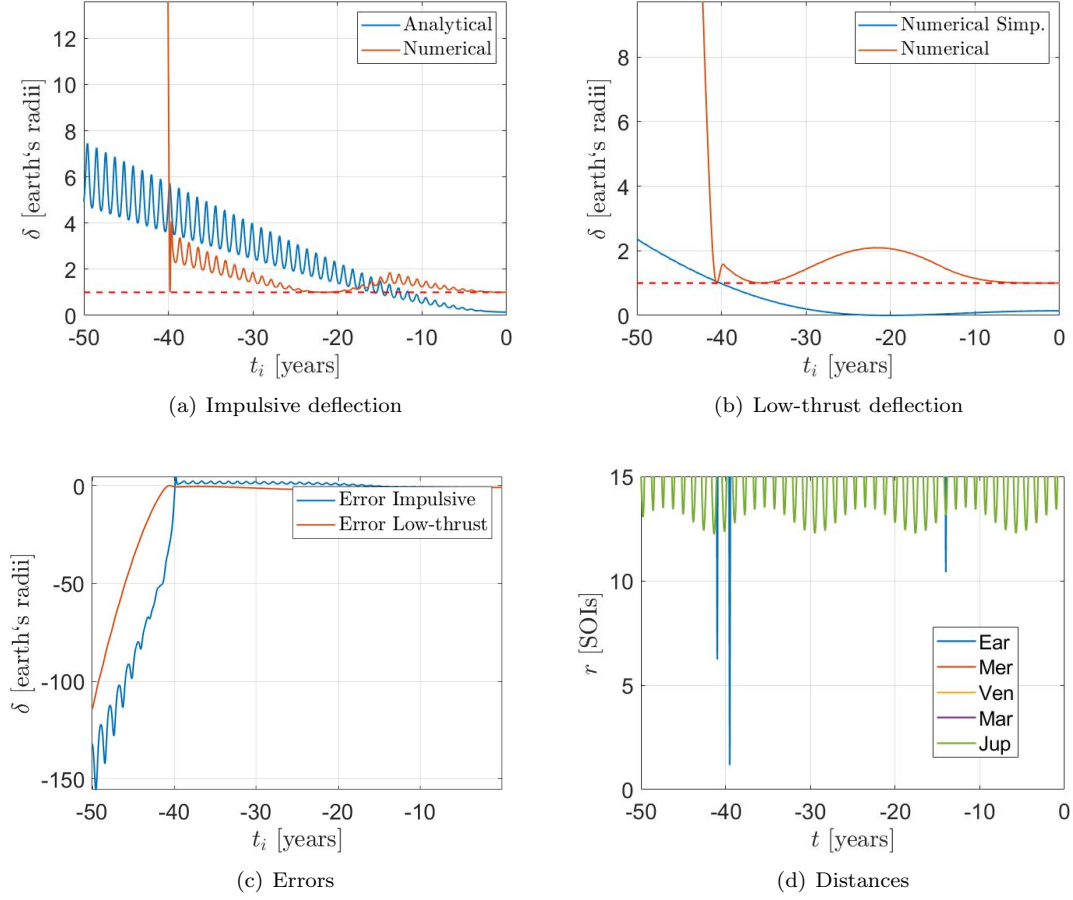 12
10
8
6
4
2
0
-50
-40
-30
-20
-10
0
δ [earth‘s radii]
t_i [years]
Analytical
Numerical
(a) Impulsive deflection
8
6
4
2
0
-50
-40
-30
-20
-10
0
δ [earth‘s radii]
t_i [years]
Numerical Simp.
Numerical
(b) Low-thrust deflection
0
-50
-100
-150
-50
-40
-30
-20
-10
δ [earth‘s radii]
t_i [years]
Error Impulsive
Error Low-thrust
(c) Errors
15
10
5
0
-50
-40
-30
-20
-10
0
r [SOIs]
t [years]
Ear
Mer
Ven
Mar
Jup
(d) Distances